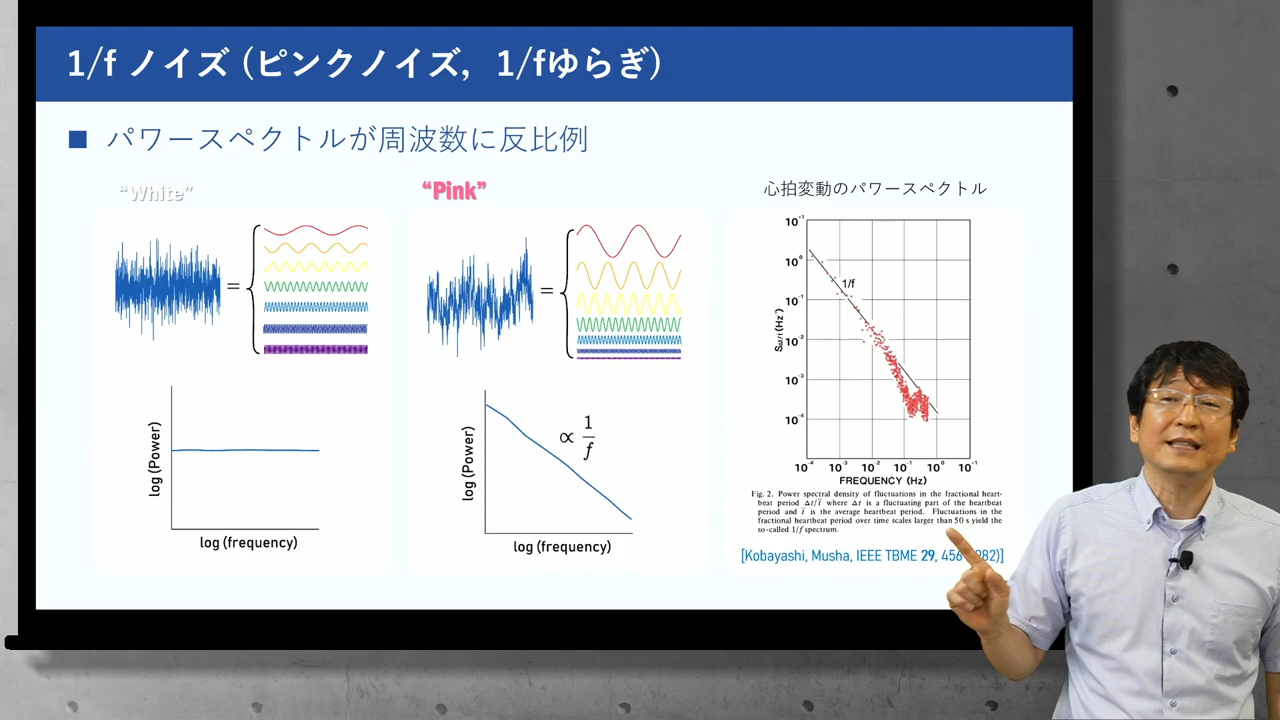 1/f ノイズ (ピンクノイズ, 1/fゆらぎ)
■ パワースペクトルが周波数に反比例
“White”
=
log (Power)
log (frequency)
“Pink”
=
∝ 1/f
log (Power)
log (frequency)
心拍変動のパワースペクトル
10⁺¹
10⁰
10⁻¹
10⁻²
10⁻³
10⁻⁴
1/f
10⁻⁴ 10⁻³ 10⁻² 10⁻¹ 10⁰ 10⁺¹
FREQUENCY (Hz)
Fig. 2. Power spectral density of fluctuations in the fractional heart-
beat period Δt/t̄ where Δt is a fluctuating part of the heartbeat
period and t̄ is the average heartbeat period. Fluctuations in the
fractional heartbeat period over time scales larger than 50 s yield the
so-called 1/f spectrum.
[Kobayashi, Musha, IEEE TBME 29, 456